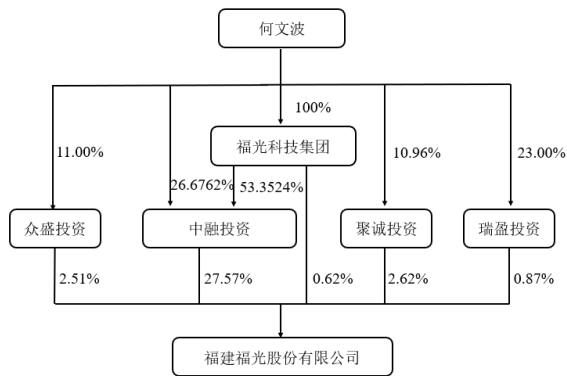 何文波
100%
福光科技集团
11.00%
10.96%
23.00%
26.6762%
53.3524%
众盛投资
中融投资
聚诚投资
瑞盈投资
2.51%
27.57%
0.62%
2.62%
0.87%
福建福光股份有限公司